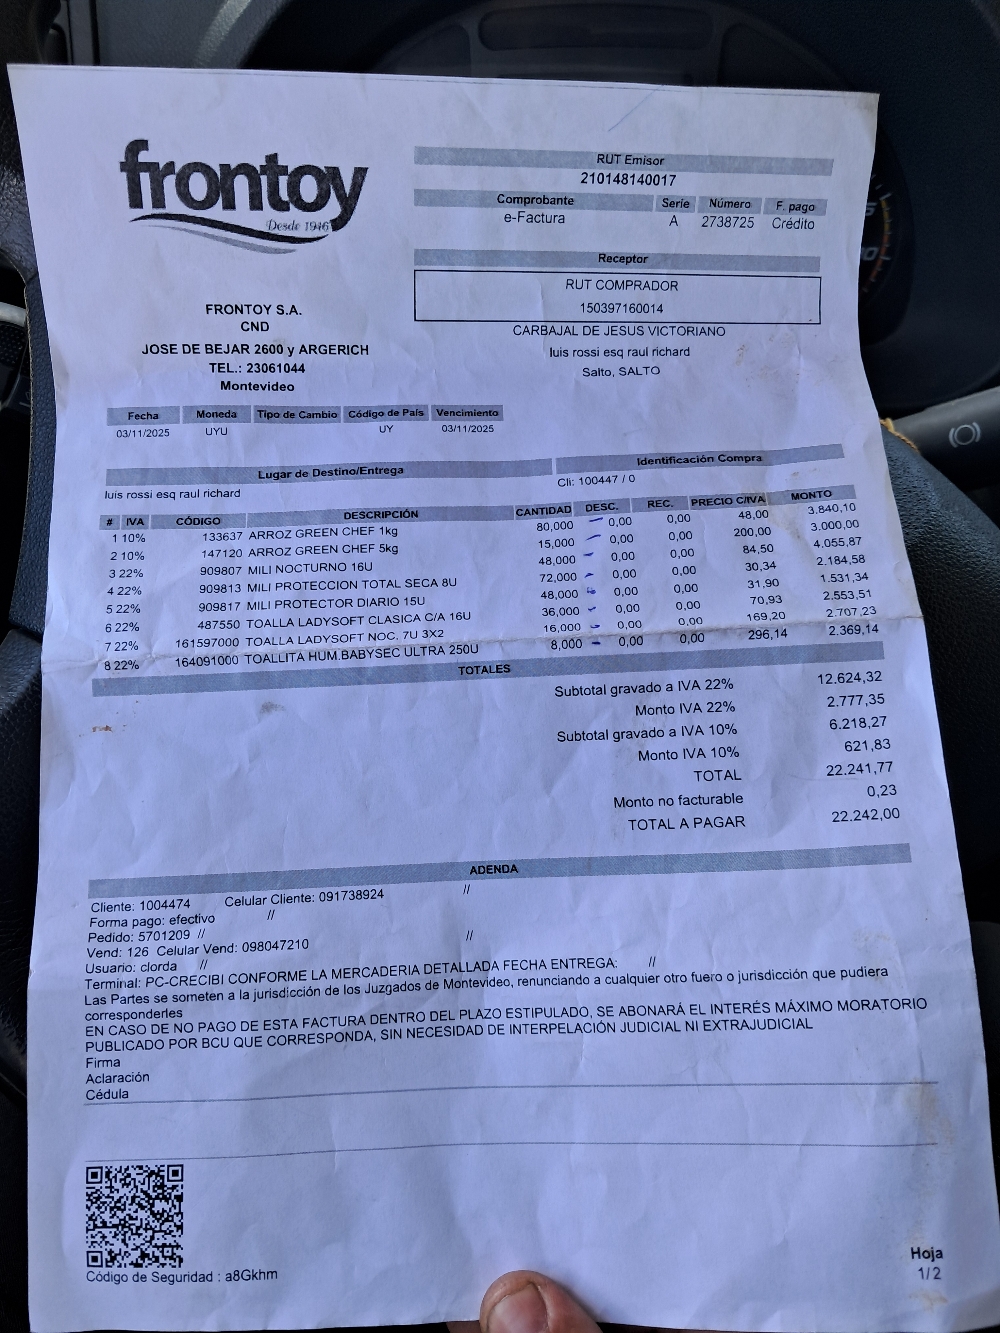 frontoy
Desde 1946
RUT Emisor
210148140017
Comprobante Serie Número F. pago
e-Factura A 2738725 Crédito
Receptor
RUT COMPRADOR
150397160014
CARBAJAL DE JESUS VICTORIANO
luis rossi esq raul richard
Salto, SALTO
FRONTOY S.A.
CND
JOSE DE BEJAR 2600 y ARGERICH
TEL.: 23061044
Montevideo
Fecha Moneda Tipo de Cambio Código de País Vencimiento
03/11/2025 UYU UY 03/11/2025
Lugar de Destino/Entrega Identificación Compra
luis rossi esq raul richard Cli: 100447 / 0
# IVA CÓDIGO DESCRIPCIÓN CANTIDAD DESC. REC. PRECIO C/IVA MONTO
1 10% 133637 ARROZ GREEN CHEF 1kg 80,000 0,00 0,00 48,00 3.840,10
2 10% 147120 ARROZ GREEN CHEF 5kg 15,000 0,00 0,00 200,00 3.000,00
3 22% 909807 MILI NOCTURNO 16U 48,000 0,00 0,00 84,50 4.055,87
4 22% 909813 MILI PROTECCION TOTAL SECA 8U 72,000 0,00 0,00 30,34 2.184,58
5 22% 909817 MILI PROTECTOR DIARIO 15U 48,000 0,00 0,00 31,90 1.531,34
6 22% 487550 TOALLA LADYSOFT CLASICA C/A 16U 36,000 0,00 0,00 70,93 2.553,51
7 22% 161597000 TOALLA LADYSOFT NOC. 7U 3X2 16,000 0,00 0,00 169,20 2.707,23
8 22% 164091000 TOALLITA HUM.BABYSEC ULTRA 250U 8,000 0,00 0,00 296,14 2.369,14
TOTALES
Subtotal gravado a IVA 22% 12.624,32
Monto IVA 22% 2.777,35
Subtotal gravado a IVA 10% 6.218,27
Monto IVA 10% 621,83
TOTAL 22.241,77
Monto no facturable 0,23
TOTAL A PAGAR 22.242,00
ADENDA
Cliente: 1004474 Celular Cliente: 091738924 //
Forma pago: efectivo //
Pedido: 5701209 //
Vend: 126 Celular Vend: 098047210 //
Usuario: clorda //
Terminal: PC-CRECIBI CONFORME LA MERCADERIA DETALLADA FECHA ENTREGA: //
Las Partes se someten a la jurisdicción de los Juzgados de Montevideo, renunciando a cualquier otro fuero o jurisdicción que pudiera
corresponderles
EN CASO DE NO PAGO DE ESTA FACTURA DENTRO DEL PLAZO ESTIPULADO, SE ABONARÁ EL INTERÉS MÁXIMO MORATORIO
PUBLICADO POR BCU QUE CORRESPONDA, SIN NECESIDAD DE INTERPELACIÓN JUDICIAL NI EXTRAJUDICIAL
Firma
Aclaración
Cédula
Código de Seguridad : a8Gkhm
Hoja
1/2